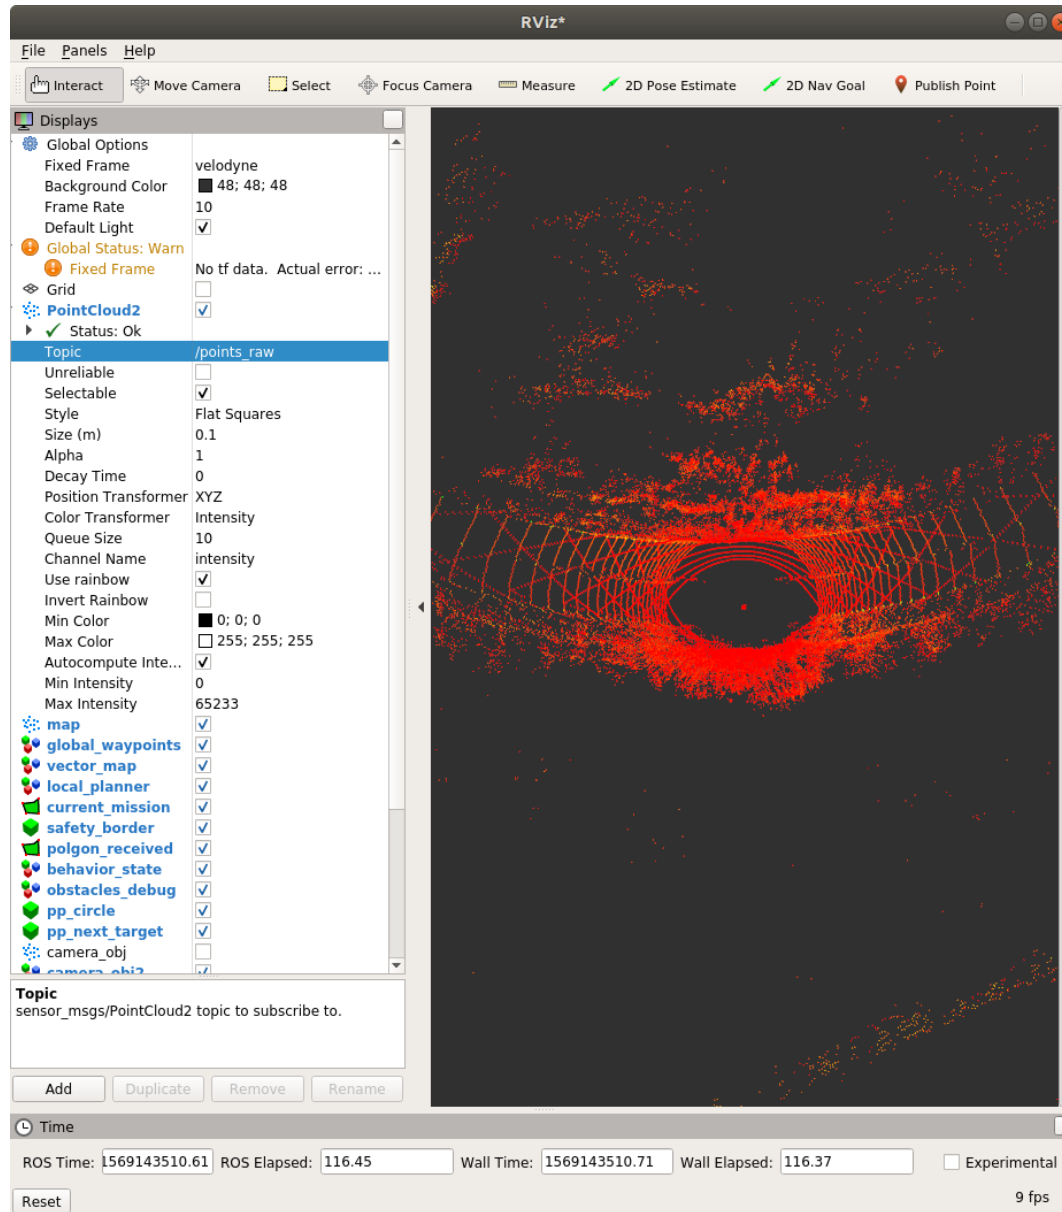 RViz*
File Panels Help
Interact Move Camera Select Focus Camera Measure 2D Pose Estimate 2D Nav Goal Publish Point
Displays
Global Options
Fixed Frame velodyne
Background Color 48; 48; 48
Frame Rate 10
Default Light
Global Status: Warn
Fixed Frame No tf data. Actual error: ...
Grid
PointCloud2
Status: Ok
Topic /points_raw
Unreliable
Selectable
Style Flat Squares
Size (m) 0.1
Alpha 1
Decay Time 0
Position Transformer XYZ
Color Transformer Intensity
Queue Size 10
Channel Name intensity
Use rainbow
Invert Rainbow
Min Color 0; 0; 0
Max Color 255; 255; 255
Autocompute Inte...
Min Intensity 0
Max Intensity 65233
map
global_waypoints
vector_map
local_planner
current_mission
safety_border
polgon_received
behavior_state
obstacles_debug
pp_circle
pp_next_target
camera_obj
camera_obj2
Topic
sensor_msgs/PointCloud2 topic to subscribe to.
Add Duplicate Remove Rename
Time
ROS Time: 1569143510.61 ROS Elapsed: 116.45 Wall Time: 1569143510.71 Wall Elapsed: 116.37 Experimental
Reset 9 fps